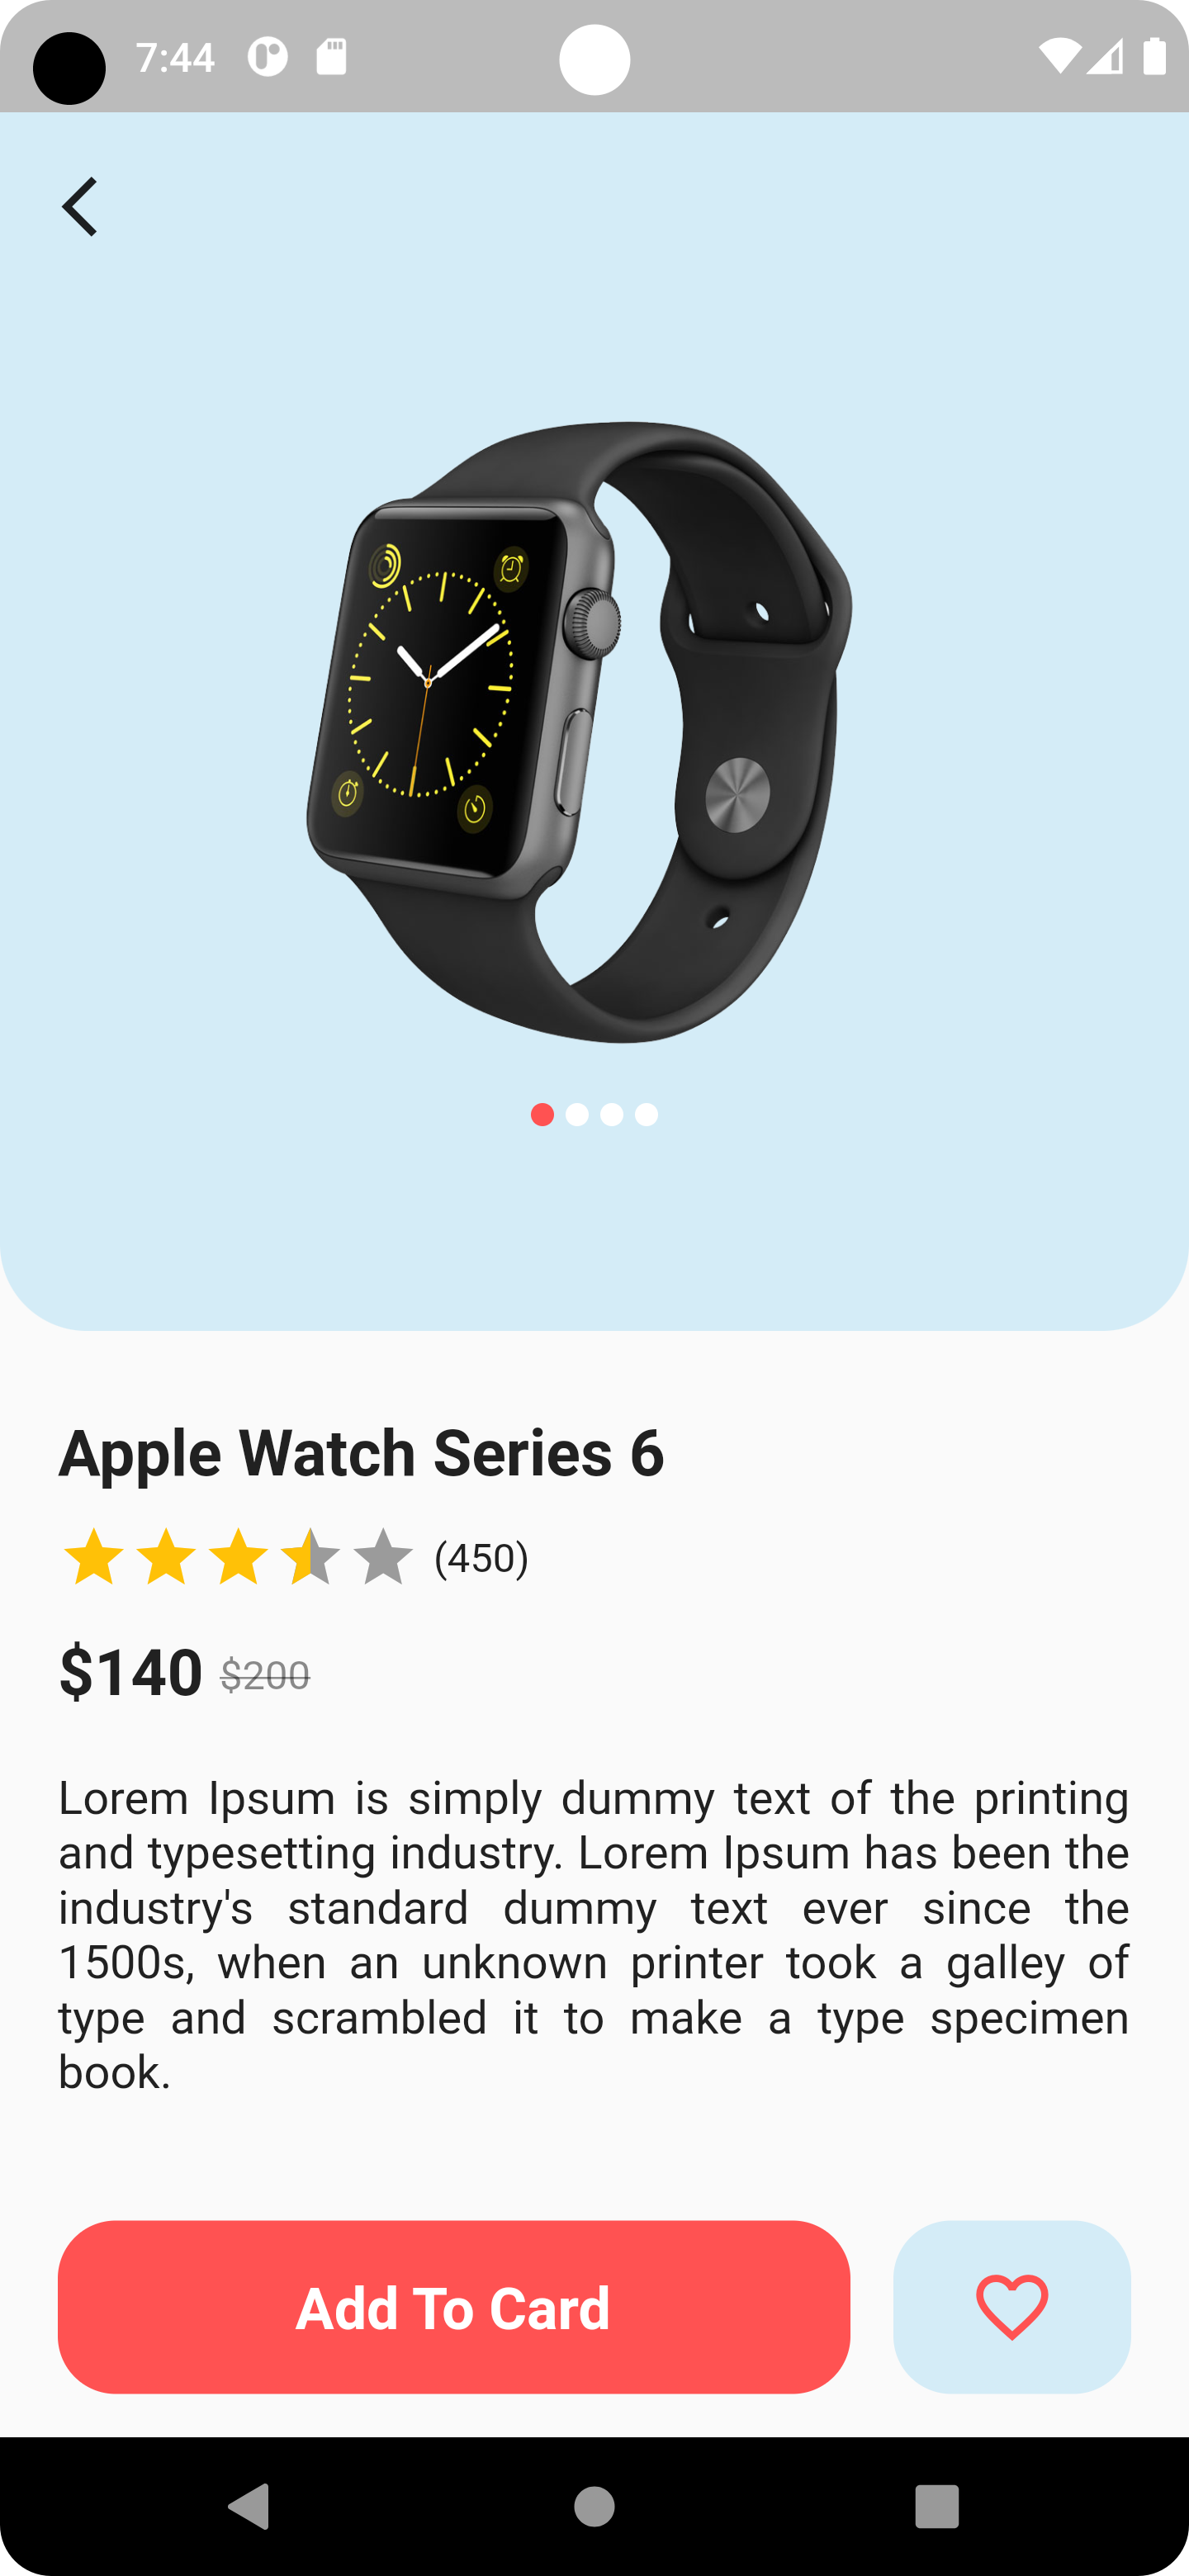 7:44
Apple Watch Series 6
(450)
$140 $200
Lorem Ipsum is simply dummy text of the printing
and typesetting industry. Lorem Ipsum has been the
industry's standard dummy text ever since the
1500s, when an unknown printer took a galley of
type and scrambled it to make a type specimen
book.
Add To Card